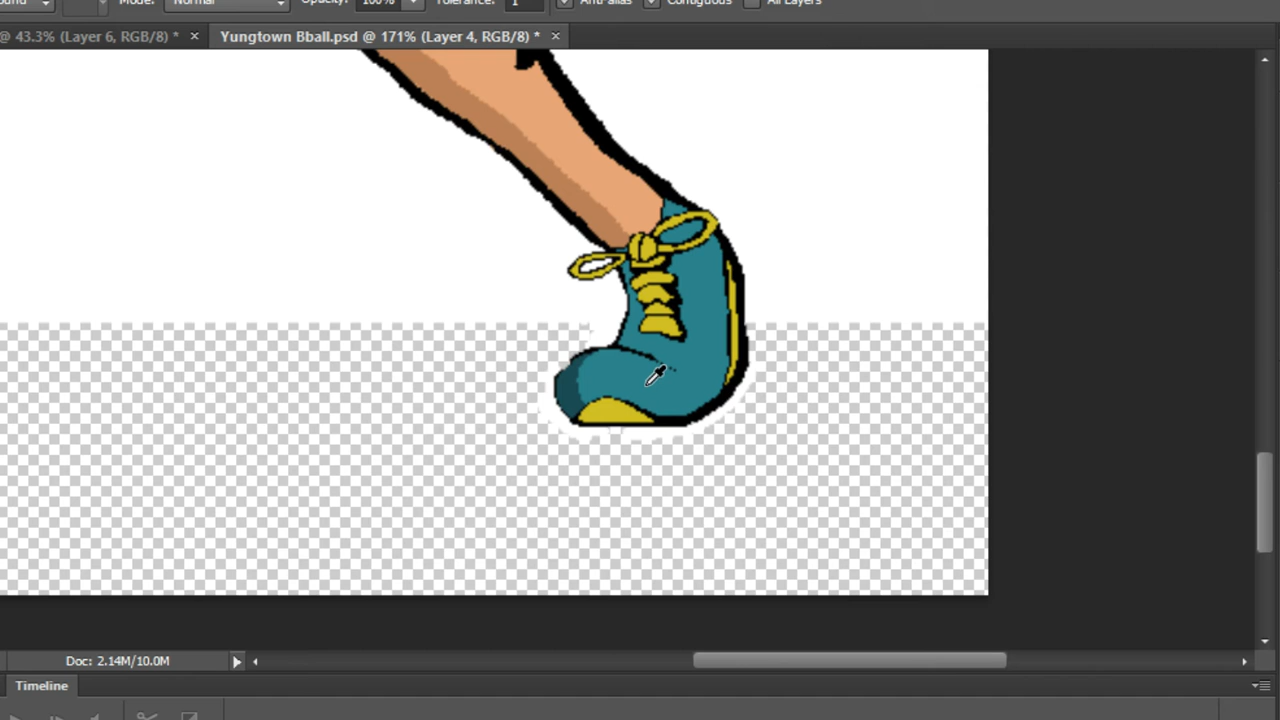 Mode: Normal Opacity: 100% Tolerance: 1 Anti-alias Contiguous All Layers
@ 43.3% (Layer 6, RGB/8) * × Yungtown Bball.psd @ 171% (Layer 4, RGB/8) * ×
Doc: 2.14M/10.0M
Timeline